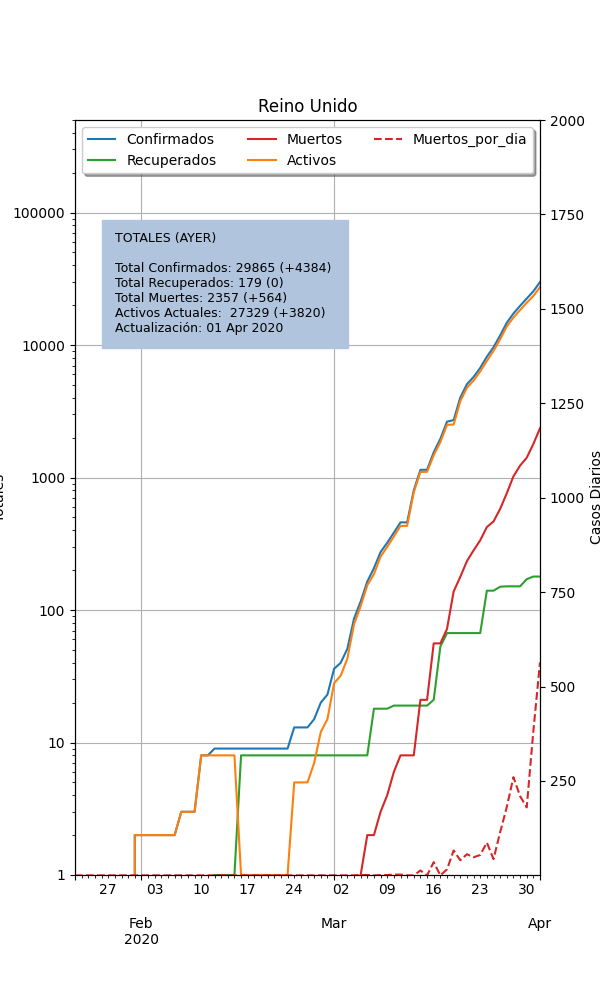 Reino Unido
Confirmados
Recuperados
Muertos
Activos
Muertos_por_dia
TOTALES (AYER)
Total Confirmados: 29865 (+4384)
Total Recuperados: 179 (0)
Total Muertes: 2357 (+564)
Activos Actuales:  27329 (+3820)
Actualización: 01 Apr 2020
100000
10000
1000
100
10
1
2000
1750
1500
1250
1000
750
500
250
Casos Diarios
27 03 10 17 24 02 09 16 23 30
Feb Mar Apr
2020